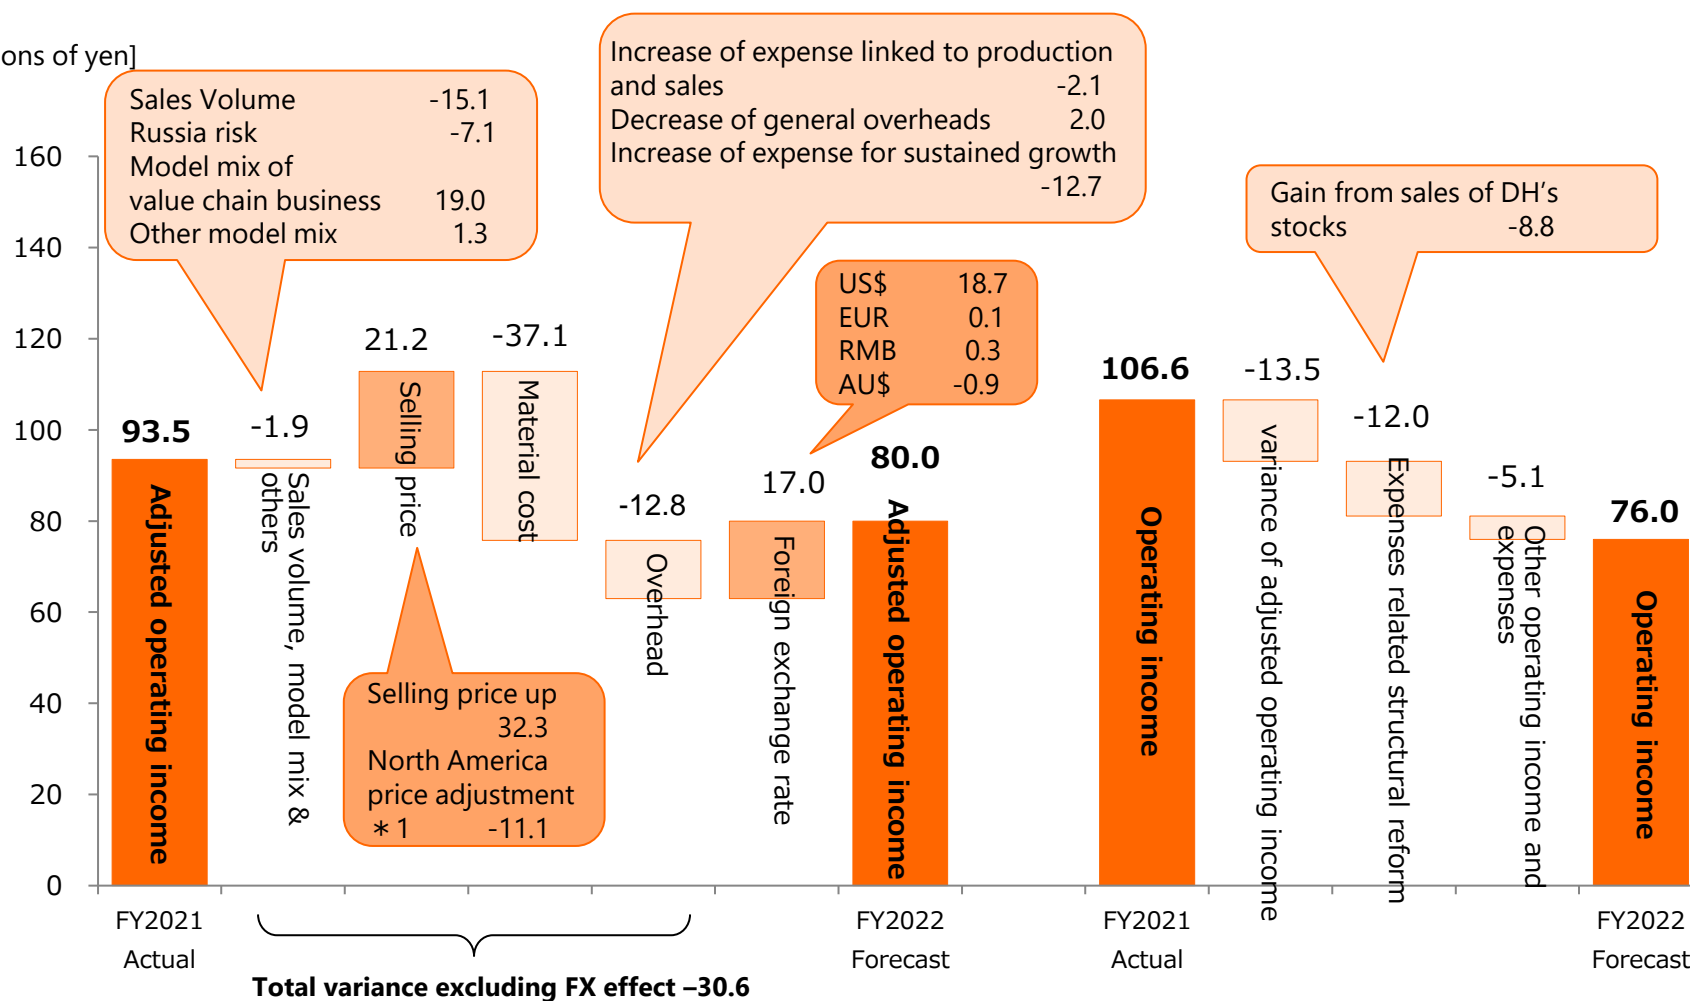 ons of yen]
Sales Volume -15.1
Russia risk -7.1
Model mix of
value chain business 19.0
Other model mix 1.3
Increase of expense linked to production
and sales -2.1
Decrease of general overheads 2.0
Increase of expense for sustained growth
-12.7
Gain from sales of DH's
stocks -8.8
US$ 18.7
EUR 0.1
RMB 0.3
AU$ -0.9
160
140
120
100
80
60
40
20
0
93.5
-1.9
21.2
-37.1
-12.8
17.0
80.0
106.6
-13.5
-12.0
-5.1
76.0
Adjusted operating income
Sales volume, model mix &
others
Selling price
Material cost
Overhead
Foreign exchange rate
Adjusted operating income
Operating income
variance of adjusted operating income
Expenses related structural reform
Other operating income and
expenses
Operating income
Selling price up
32.3
North America
price adjustment
＊1 -11.1
FY2021
Actual
FY2022
Forecast
FY2021
Actual
FY2022
Forecast
Total variance excluding FX effect –30.6